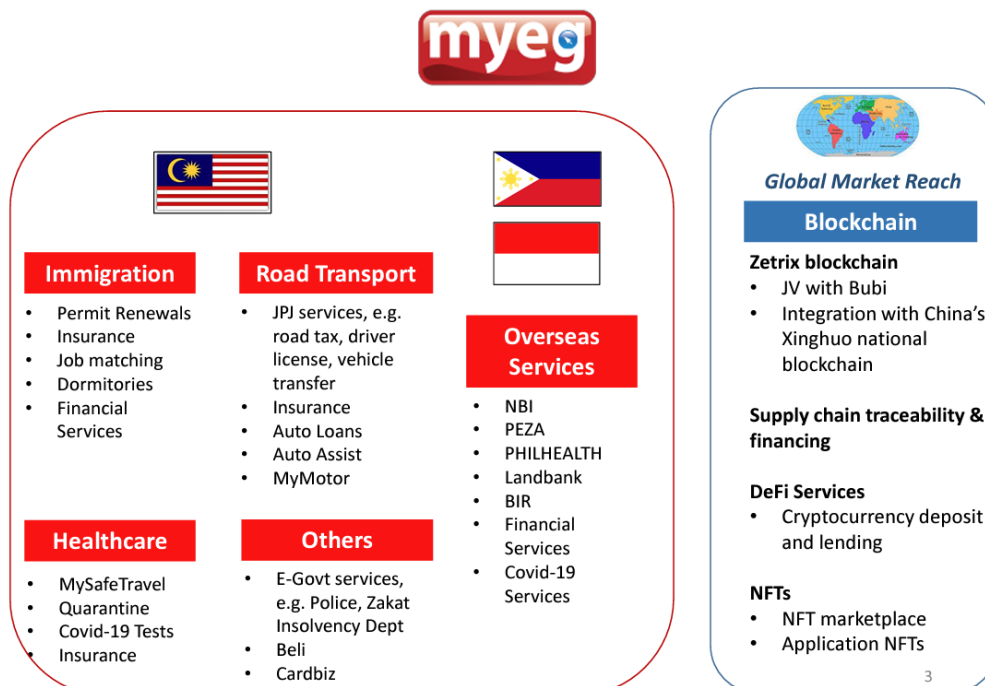 myeg
Immigration
• Permit Renewals
• Insurance
• Job matching
• Dormitories
• Financial
Services
Road Transport
• JPJ services, e.g.
road tax, driver
license, vehicle
transfer
• Insurance
• Auto Loans
• Auto Assist
• MyMotor
Healthcare
• MySafeTravel
• Quarantine
• Covid-19 Tests
• Insurance
Others
• E-Govt services,
e.g. Police, Zakat
Insolvency Dept
• Beli
• Cardbiz
Overseas
Services
• NBI
• PEZA
• PHILHEALTH
• Landbank
• BIR
• Financial
Services
• Covid-19
Services
Global Market Reach
Blockchain
Zetrix blockchain
• JV with Bubi
• Integration with China’s
Xinghuo national
blockchain
Supply chain traceability &
financing
DeFi Services
• Cryptocurrency deposit
and lending
NFTs
• NFT marketplace
• Application NFTs
3